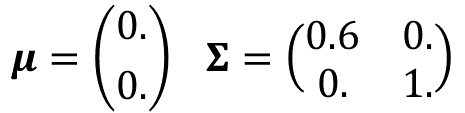 𝝁 = (0. 0.) 𝚺 = (0.6 0. 0. 1.)